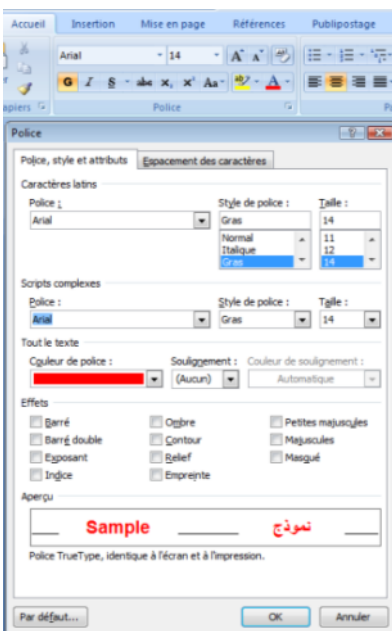 Accueil Insertion Mise en page Références Publipostage
Arial 14 A A
G I S abc x, x² Aa ab A
apiers Police
Police
Police, style et attributs Espacement des caractères
Caractères latins
Police : Style de police : Taille :
Arial Gras 14
Normal 11
Italique 12
Gras 14
Scripts complexes
Police : Style de police : Taille :
Arial Gras 14
Tout le texte
Couleur de police : Soulignement : Couleur de soulignement :
(Aucun) Automatique
Effets
Barré Ombre Petites majuscules
Barré double Contour Majuscules
Exposant Relief Masqué
Indice Empreinte
Aperçu
Sample نموذج
Police TrueType, identique à l'écran et à l'impression.
Par défaut... OK Annuler